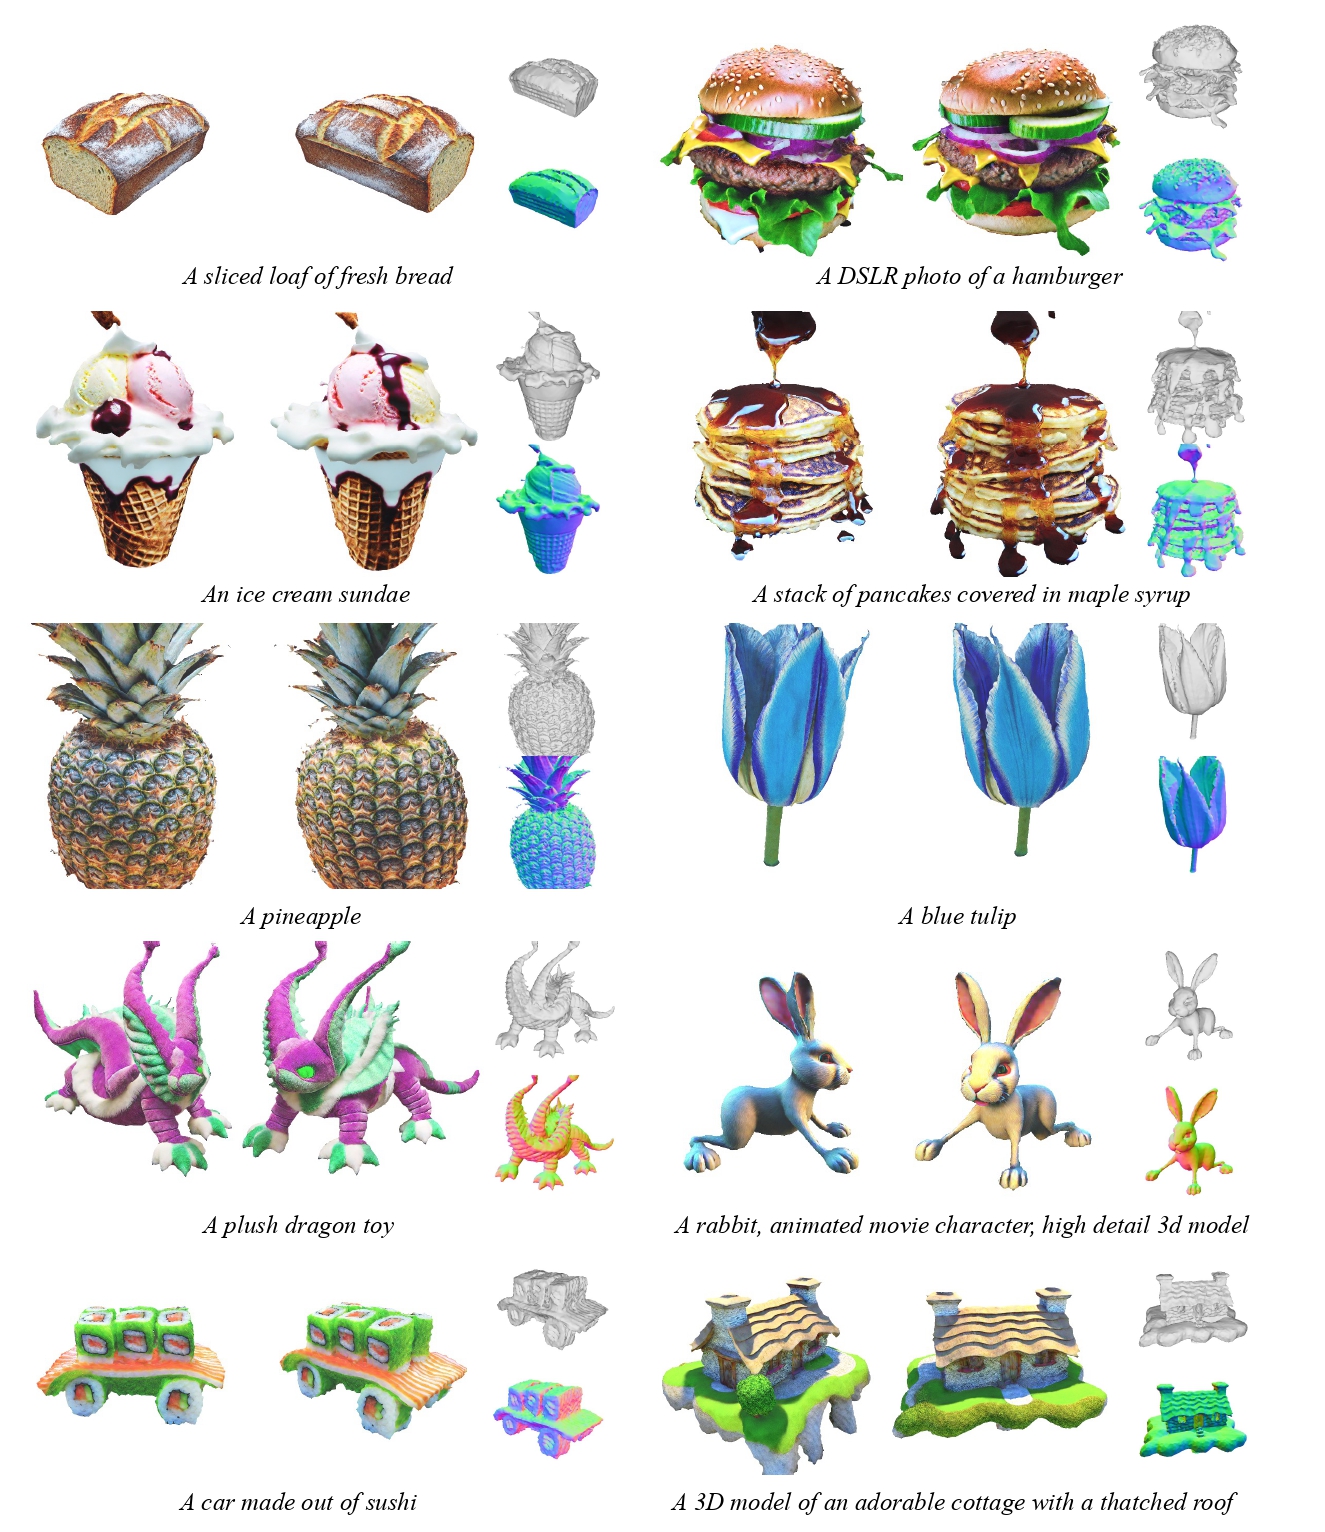 A sliced loaf of fresh bread
A DSLR photo of a hamburger
An ice cream sundae
A stack of pancakes covered in maple syrup
A pineapple
A blue tulip
A plush dragon toy
A rabbit, animated movie character, high detail 3d model
A car made out of sushi
A 3D model of an adorable cottage with a thatched roof